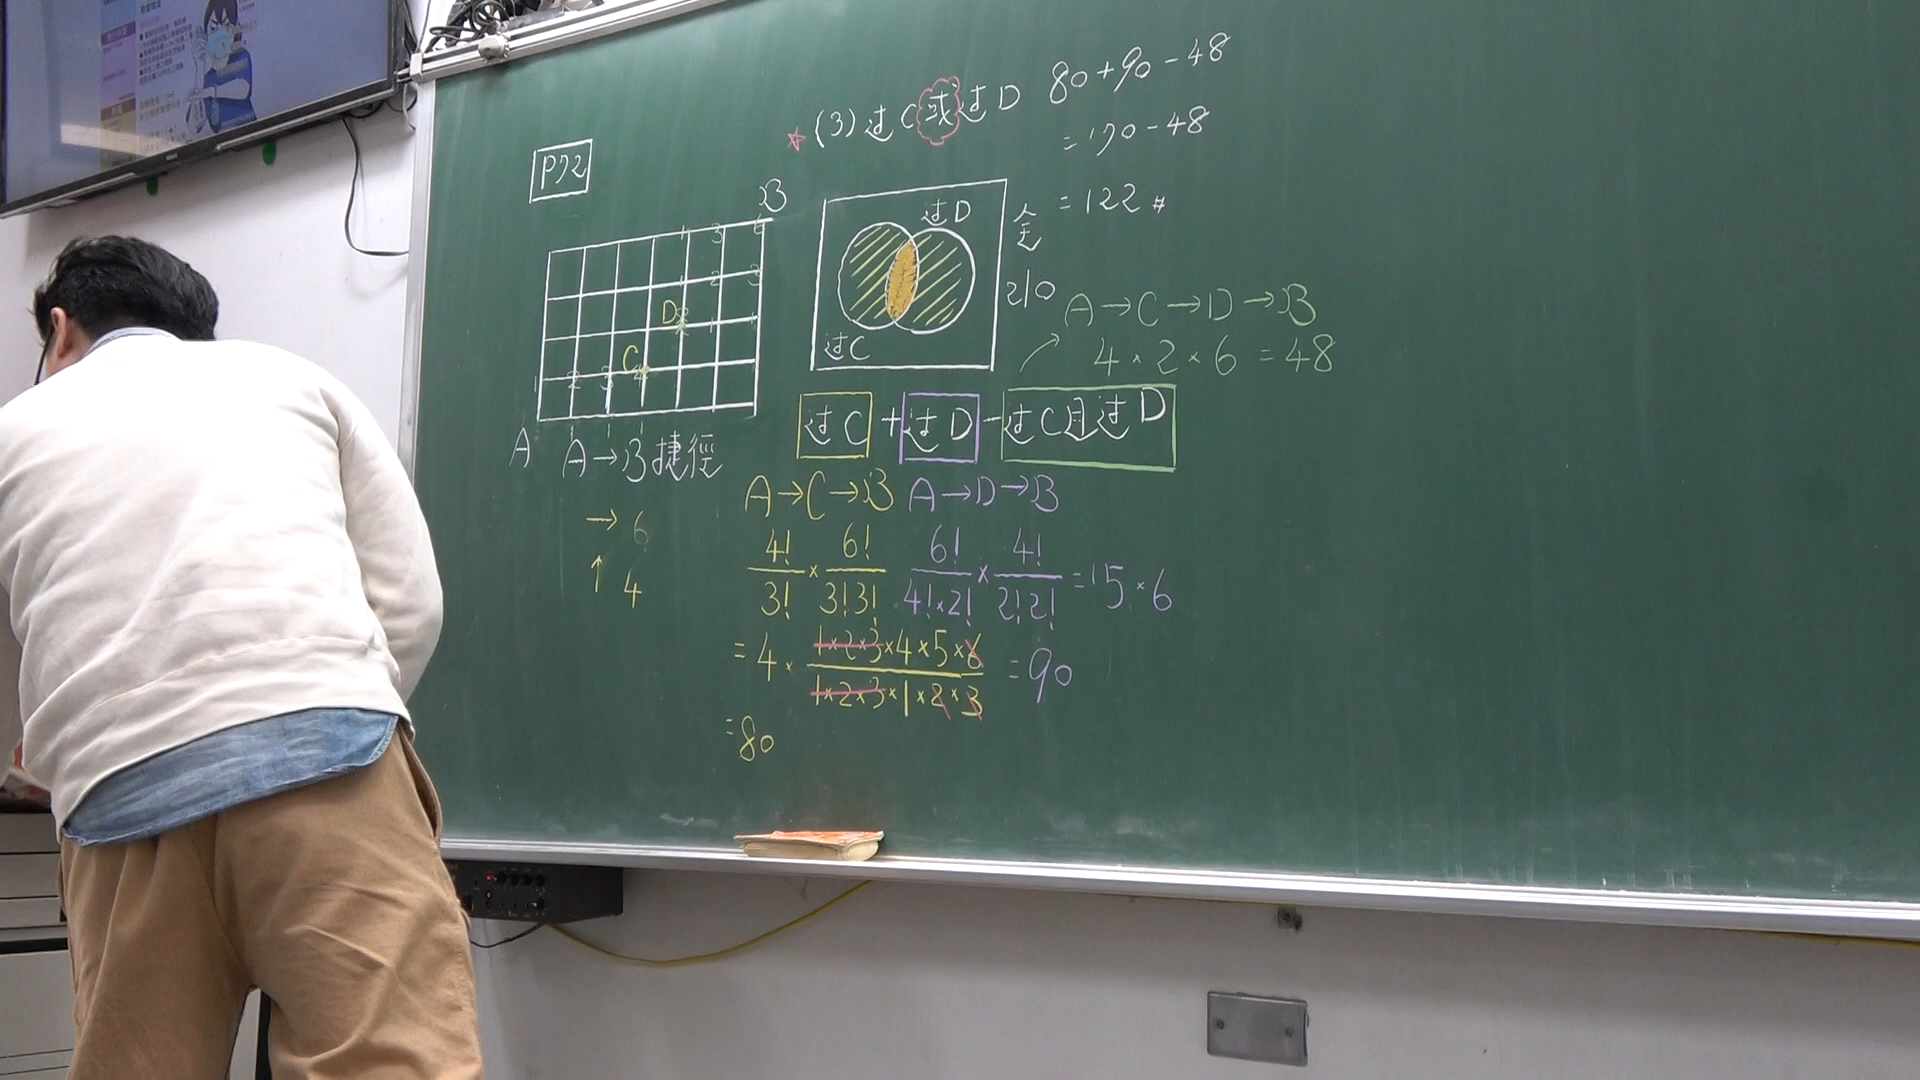 P72
☆ (3) 过C或过D 80+90-48
= 170-48
= 122 #
B
过D
过C
全
210
D
C
A
A→B捷徑
→ 6
↑ 4
A→C→D→B
4 × 2 × 6 = 48
过C + 过D - 过C且过D
A→C→B A→D→B
4!/3! × 6!/3!3! 6!/4!×2! × 4!/2!2! = 15×6
= 4 × 1×2×3×4×5×6/1×2×3×1×2×3 = 90
= 80